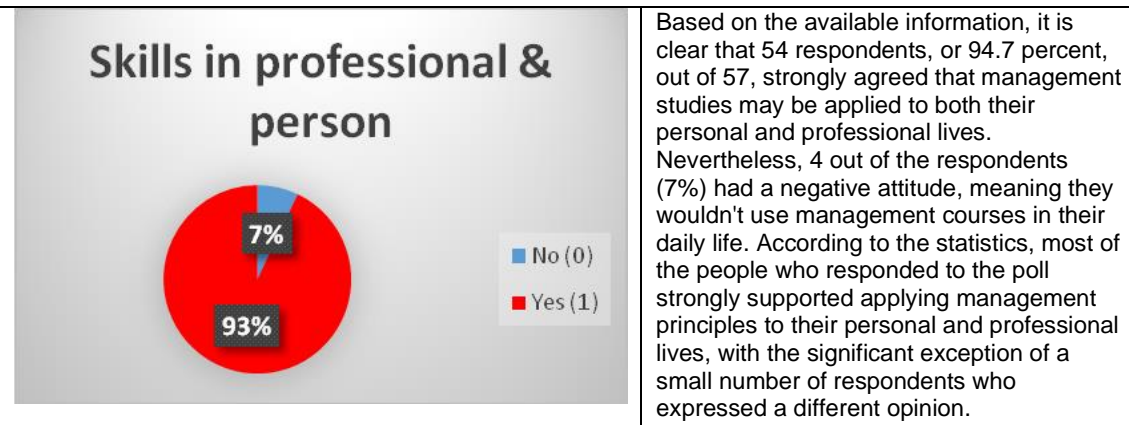 Skills in professional &
person
7%
93%
No (0)
Yes (1)
Based on the available information, it is
clear that 54 respondents, or 94.7 percent,
out of 57, strongly agreed that management
studies may be applied to both their
personal and professional lives.
Nevertheless, 4 out of the respondents
(7%) had a negative attitude, meaning they
wouldn't use management courses in their
daily life. According to the statistics, most of
the people who responded to the poll
strongly supported applying management
principles to their personal and professional
lives, with the significant exception of a
small number of respondents who
expressed a different opinion.